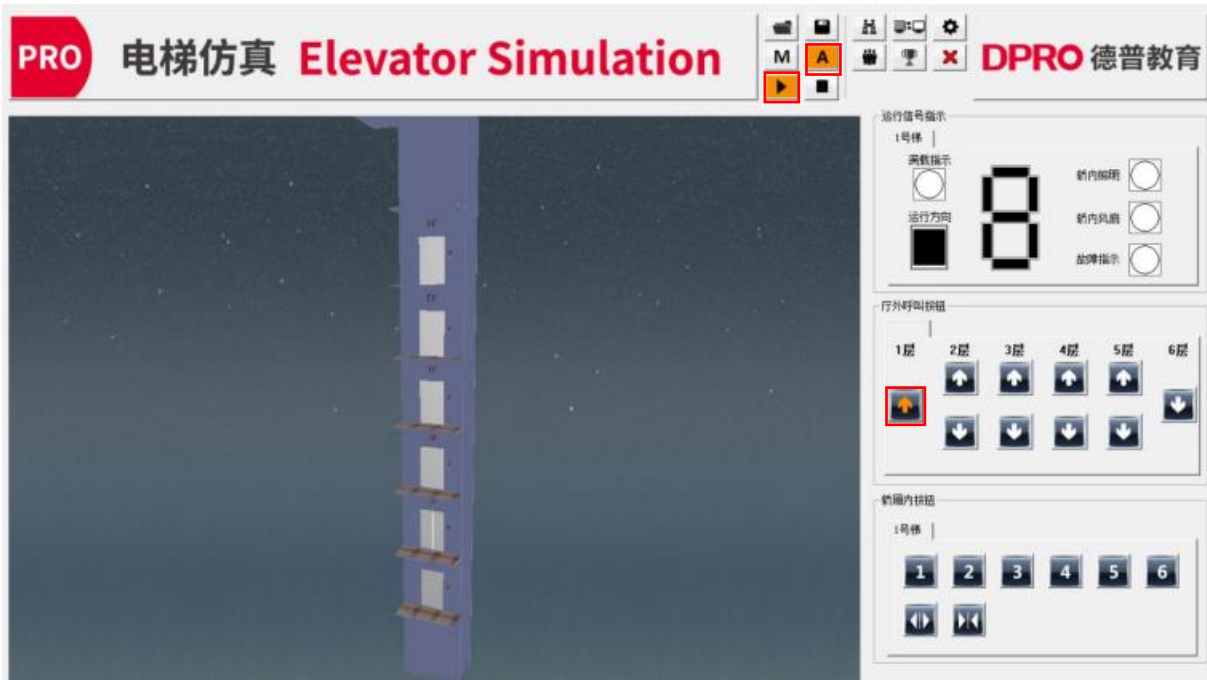 PRO 电梯仿真 Elevator Simulation
M A
DPRO 德普教育
运行信号指示
1号梯
满载指示
轿内照明
运行方向
轿内风扇
故障指示
8
厅外呼叫按钮
1层 2层 3层 4层 5层 6层
轿厢内按钮
1号梯
1 2 3 4 5 6